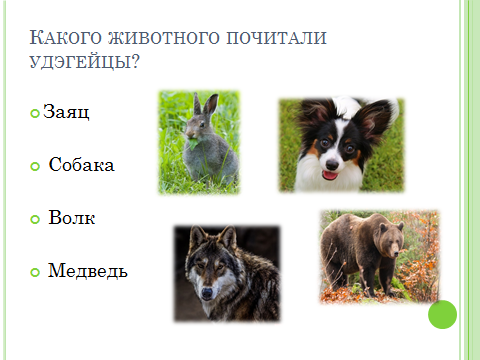 Какого животного почитали
удэгейцы?
Заяц
Собака
Волк
Медведь